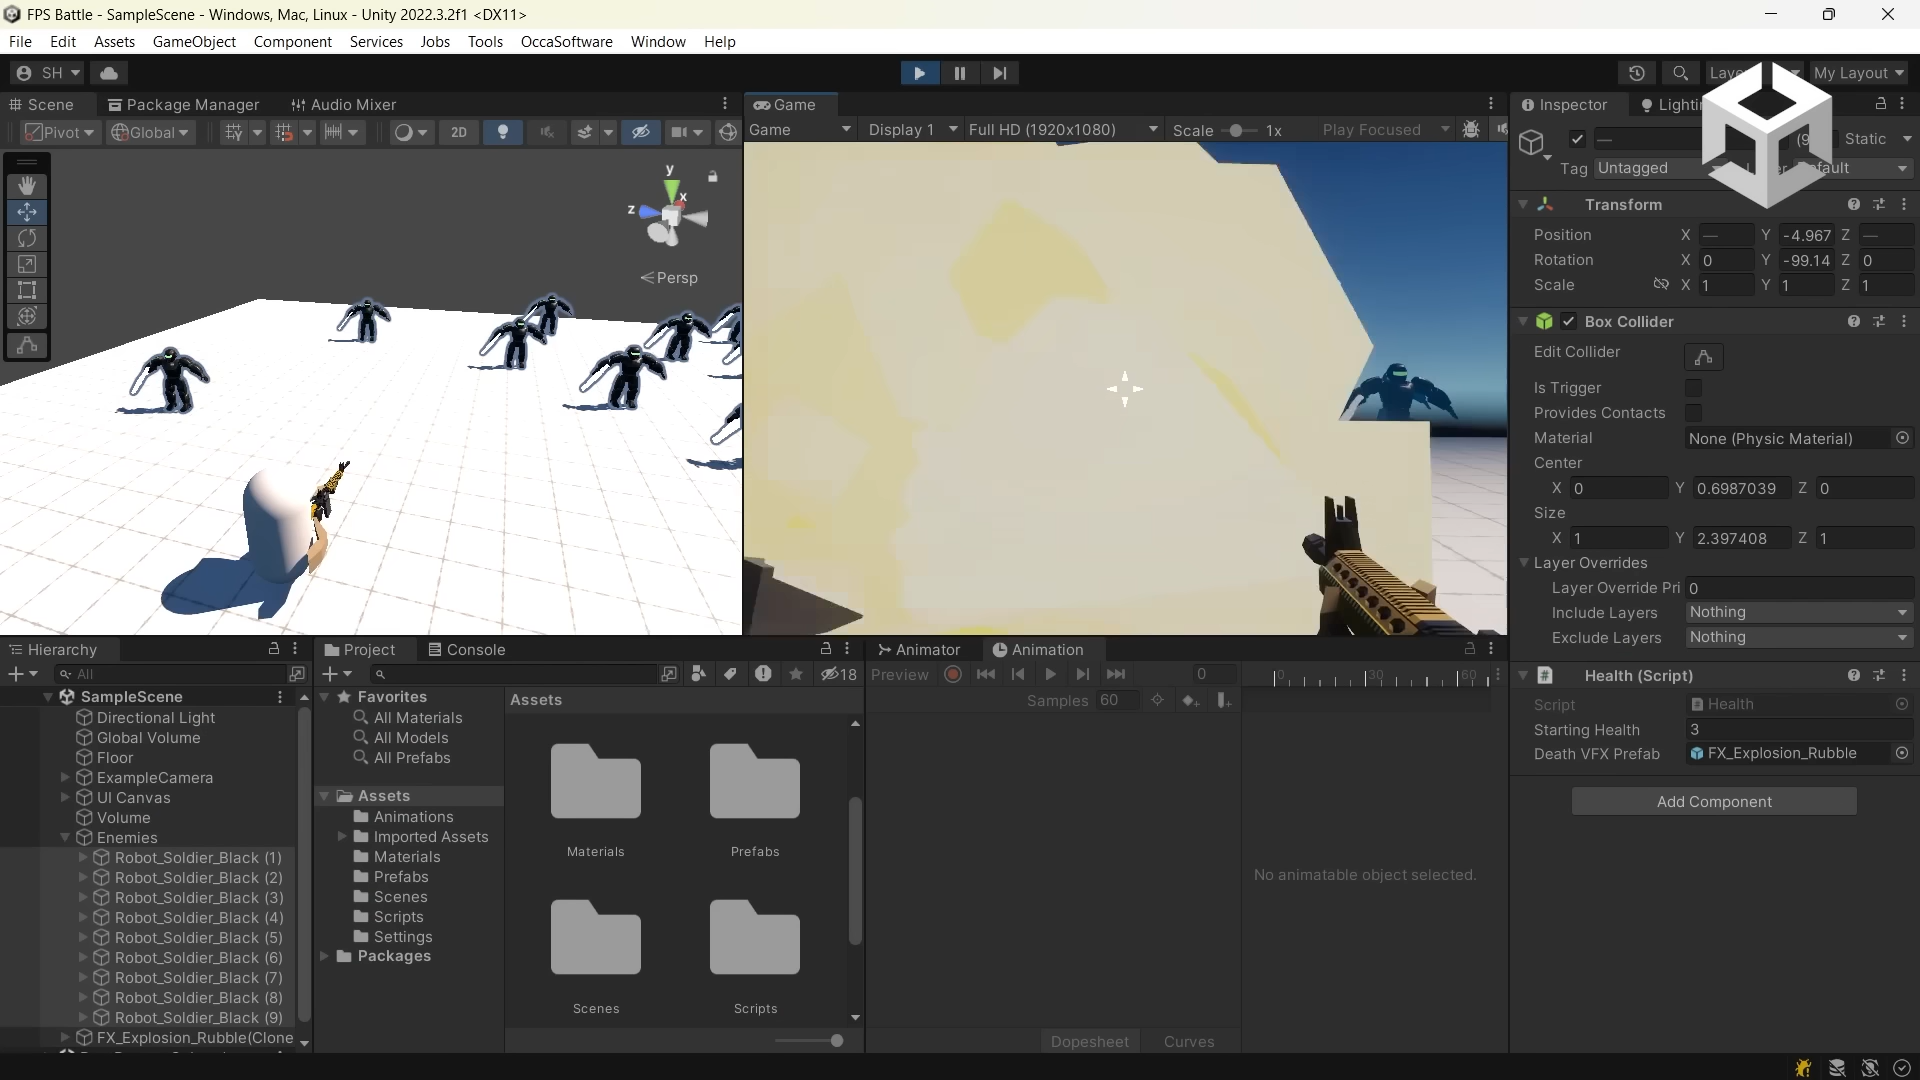 FPS Battle - SampleScene - Windows, Mac, Linux - Unity 2022.3.2f1 <DX11>
File Edit Assets GameObject Component Services Jobs Tools OccaSoftware Window Help
SH
My Layout
Scene Package Manager Audio Mixer
Pivot Global 2D
y
x
z
Persp
Game
Game Display 1 Full HD (1920x1080) Scale 1x Play Focused
Inspector
Static
Tag Untagged
Transform
Position X — Y -4.967 Z —
Rotation X 0 Y -99.14 Z 0
Scale X 1 Y 1 Z 1
Box Collider
Edit Collider
Is Trigger
Provides Contacts
Material None (Physic Material)
Center
X 0 Y 0.6987039 Z 0
Size
X 1 Y 2.397408 Z 1
Layer Overrides
Layer Override Pri 0
Include Layers Nothing
Exclude Layers Nothing
Health (Script)
Script Health
Starting Health 3
Death VFX Prefab FX_Explosion_Rubble
Add Component
Hierarchy
All
SampleScene
Directional Light
Global Volume
Floor
ExampleCamera
UI Canvas
Volume
Enemies
Robot_Soldier_Black (1)
Robot_Soldier_Black (2)
Robot_Soldier_Black (3)
Robot_Soldier_Black (4)
Robot_Soldier_Black (5)
Robot_Soldier_Black (6)
Robot_Soldier_Black (7)
Robot_Soldier_Black (8)
Robot_Soldier_Black (9)
FX_Explosion_Rubble(Clone
Project Console
18
Favorites
All Materials
All Models
All Prefabs
Assets
Animations
Imported Assets
Materials
Prefabs
Scenes
Scripts
Settings
Packages
Assets
Materials Prefabs
Scenes Scripts
Animator Animation
Preview 0
0 30 60
Samples 60
No animatable object selected.
Dopesheet Curves